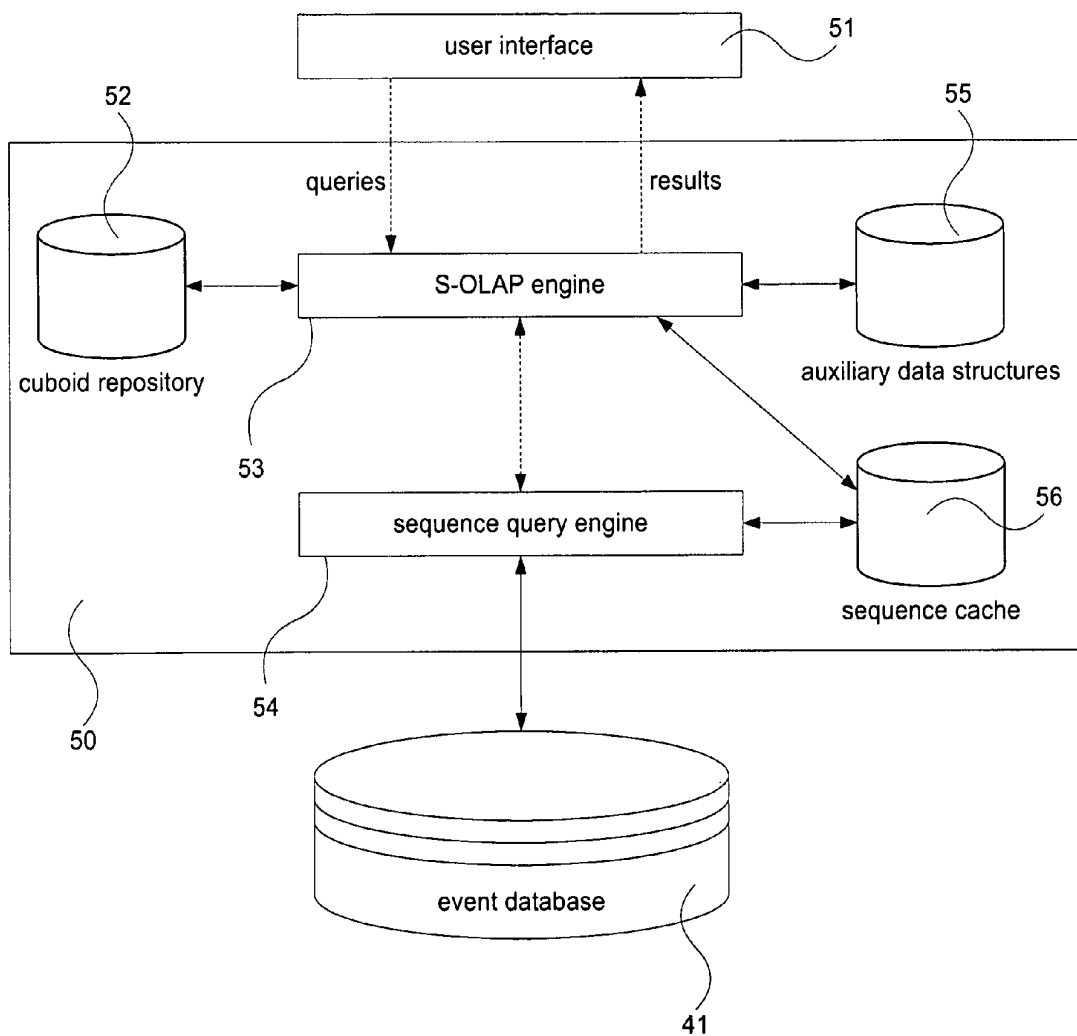 51
user interface
52
55
queries
results
S-OLAP engine
cuboid repository
auxiliary data structures
53
56
sequence query engine
sequence cache
54
50
event database
41